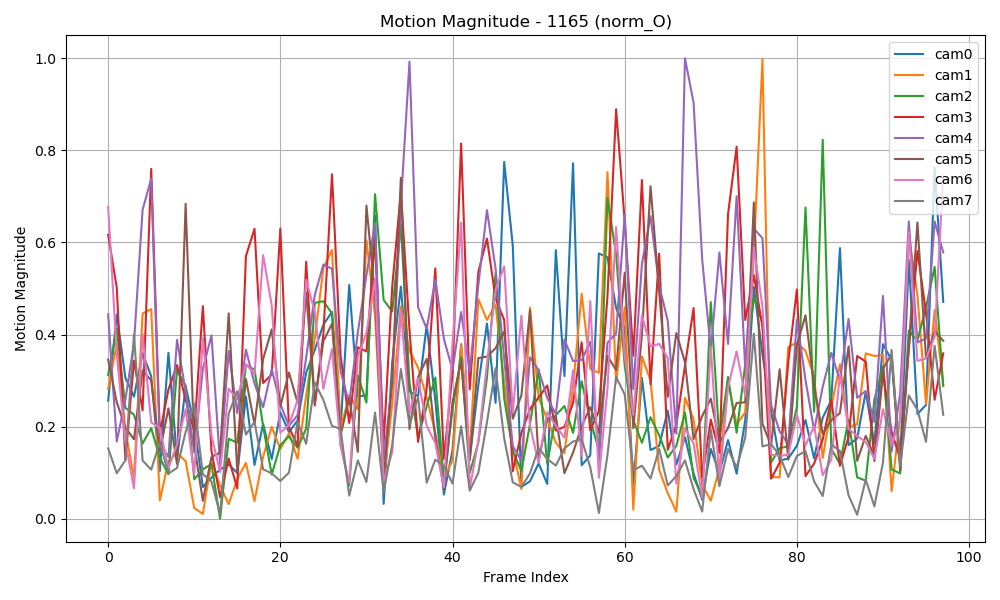 Motion Magnitude - 1165 (norm_O)
Motion Magnitude
1.0
0.8
0.6
0.4
0.2
0.0
0
20
40
60
80
100
Frame Index
cam0
cam1
cam2
cam3
cam4
cam5
cam6
cam7